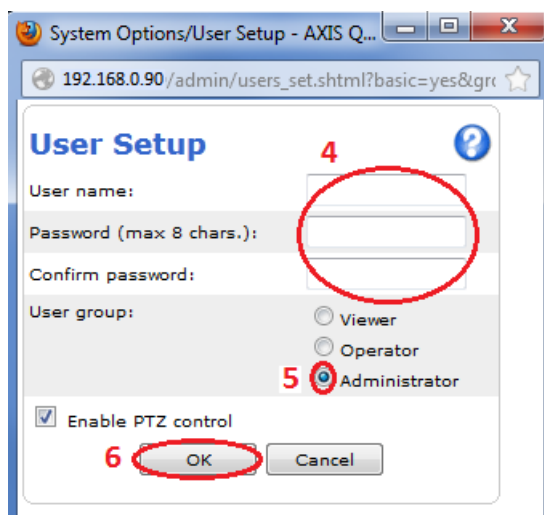 System Options/User Setup - AXIS Q...
192.168.0.90/admin/users_set.shtml?basic=yes&gr
User Setup
4
?
User name:
Password (max 8 chars.):
Confirm password:
User group:
Viewer
Operator
5 Administrator
Enable PTZ control
6 OK Cancel